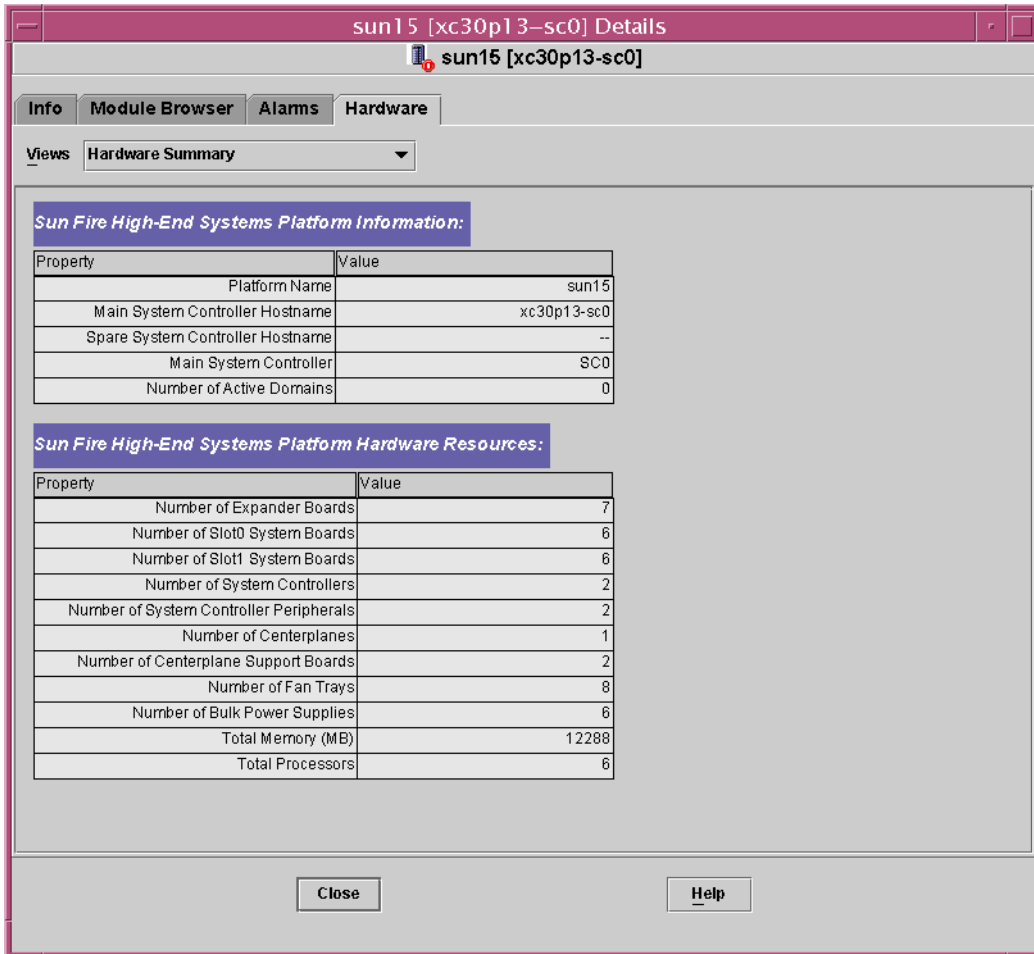 sun15 [xc30p13-sc0] Details
sun15 [xc30p13-sc0]
Info Module Browser Alarms Hardware
Views Hardware Summary
Sun Fire High-End Systems Platform Information:
Property Value
Platform Name sun15
Main System Controller Hostname xc30p13-sc0
Spare System Controller Hostname --
Main System Controller SC0
Number of Active Domains 0
Sun Fire High-End Systems Platform Hardware Resources:
Property Value
Number of Expander Boards 7
Number of Slot0 System Boards 6
Number of Slot1 System Boards 6
Number of System Controllers 2
Number of System Controller Peripherals 2
Number of Centerplanes 1
Number of Centerplane Support Boards 2
Number of Fan Trays 8
Number of Bulk Power Supplies 6
Total Memory (MB) 12288
Total Processors 6
Close Help